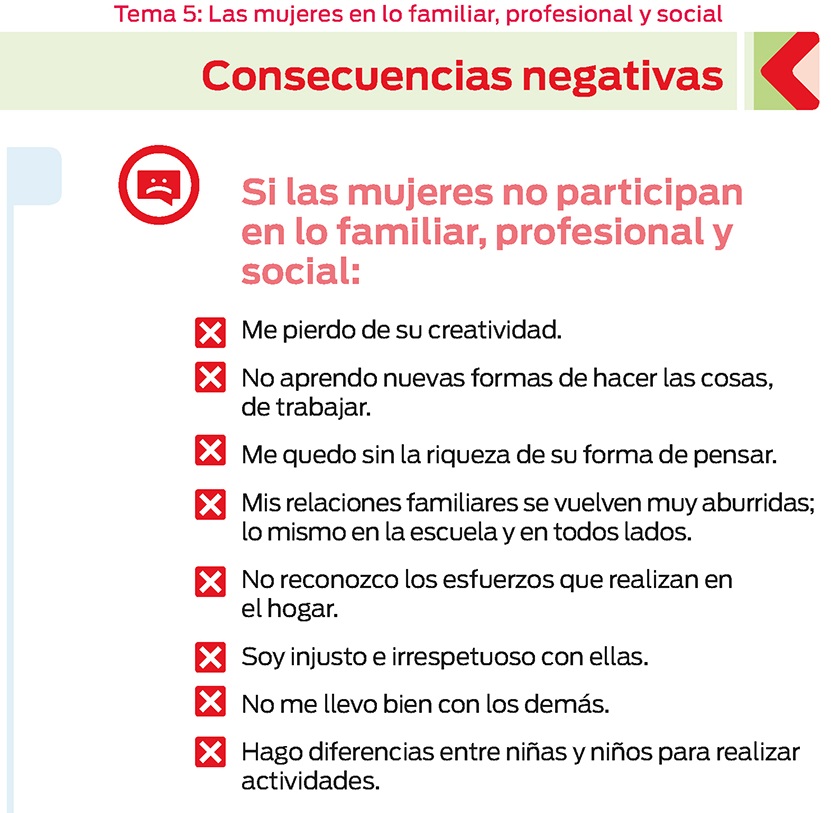 Tema 5: Las mujeres en lo familiar, profesional y social
Consecuencias negativas
Si las mujeres no participan
en lo familiar, profesional y
social:
Me pierdo de su creatividad.
No aprendo nuevas formas de hacer las cosas,
de trabajar.
Me quedo sin la riqueza de su forma de pensar.
Mis relaciones familiares se vuelven muy aburridas;
lo mismo en la escuela y en todos lados.
No reconozco los esfuerzos que realizan en
el hogar.
Soy injusto e irrespetuoso con ellas.
No me llevo bien con los demás.
Hago diferencias entre niñas y niños para realizar
actividades.